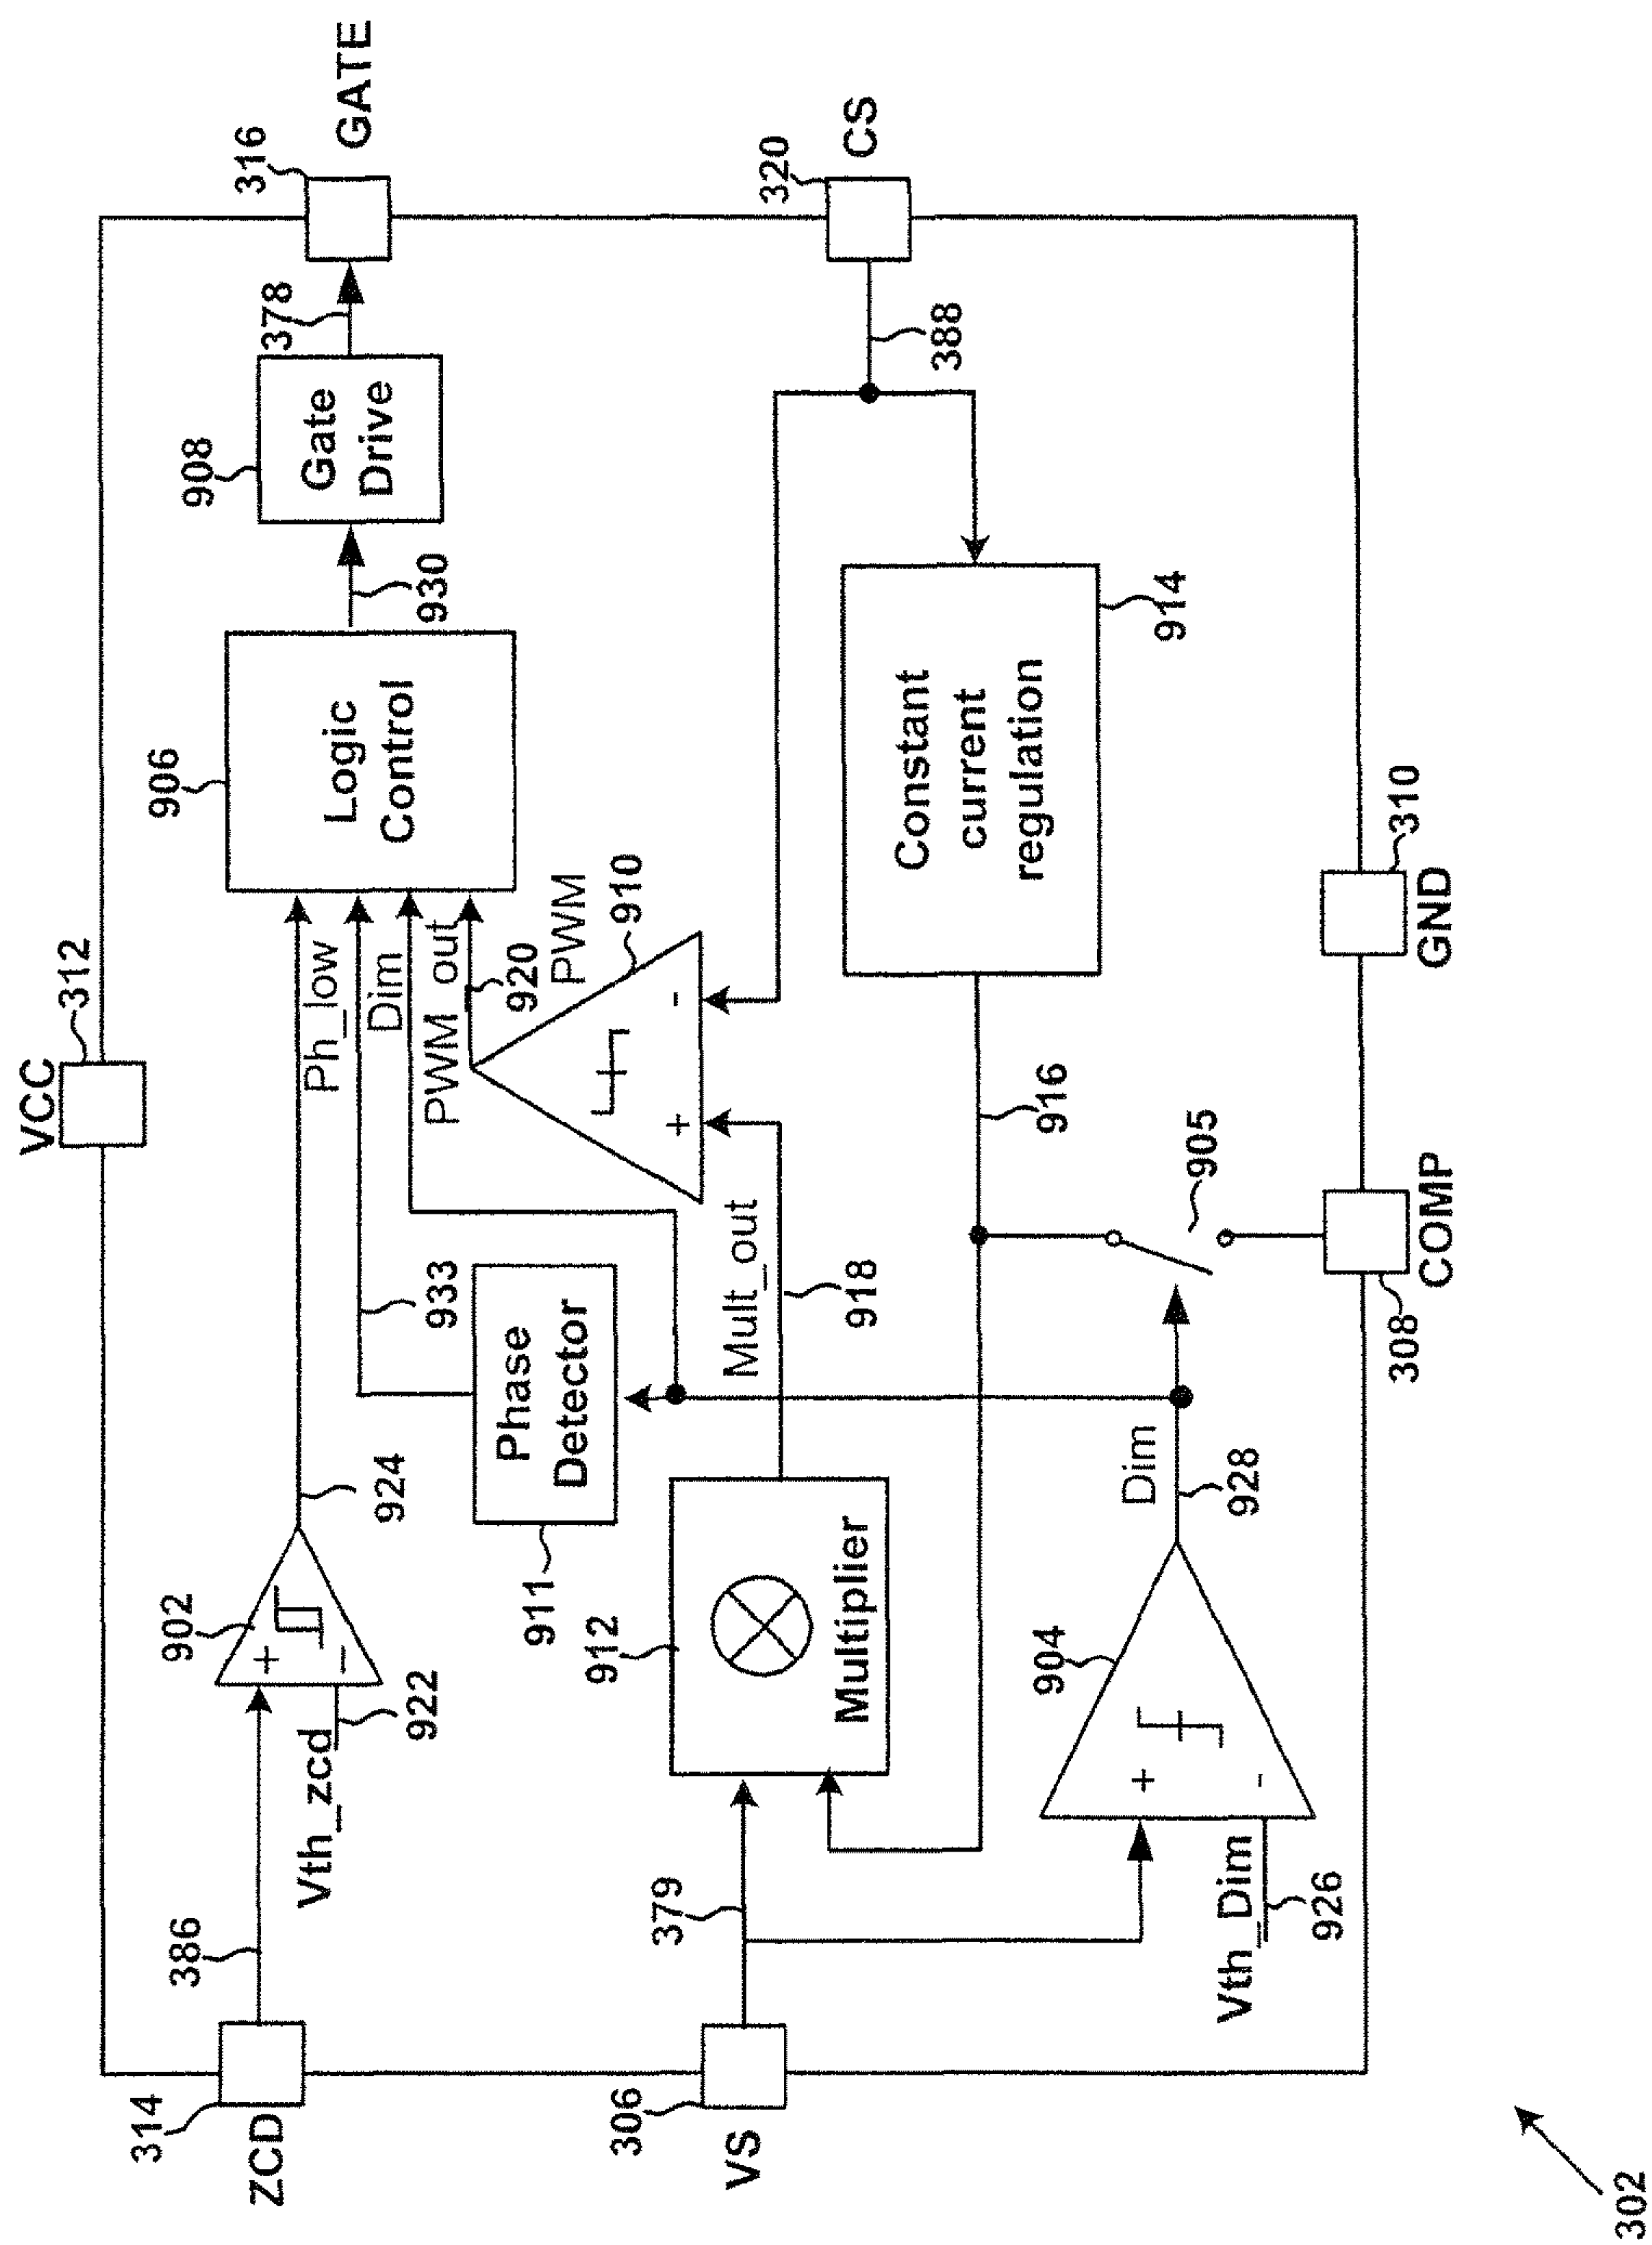 VCC
312
314
ZCD
386
Vth_zcd
922
902
+
-
924
Ph_low
933
Dim
PWM_out
920
906
Logic
Control
930
908
Gate
Drive
378
316
GATE
911
Phase
Detector
PWM
910
+
-
306
VS
379
912
Multiplier
Mult_out
918
388
320
CS
914
Constant
current
regulation
916
904
+
-
Vth_Dim
926
Dim
928
905
308
COMP
310
GND
302